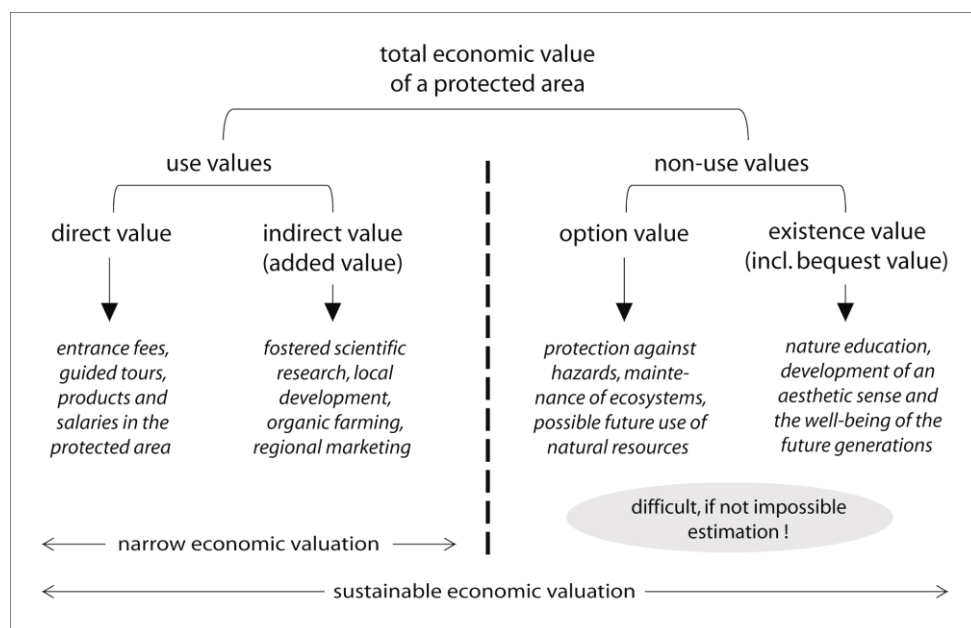 total economic value
of a protected area
use values
non-use values
direct value
indirect value
(added value)
option value
existence value
(incl. bequest value)
entrance fees,
guided tours,
products and
salaries in the
protected area
fostered scientific
research, local
development,
organic farming,
regional marketing
protection against
hazards, mainte-
nance of ecosystems,
possible future use of
natural resources
nature education,
development of an
aesthetic sense and
the well-being of the
future generations
difficult, if not impossible
estimation !
narrow economic valuation
sustainable economic valuation